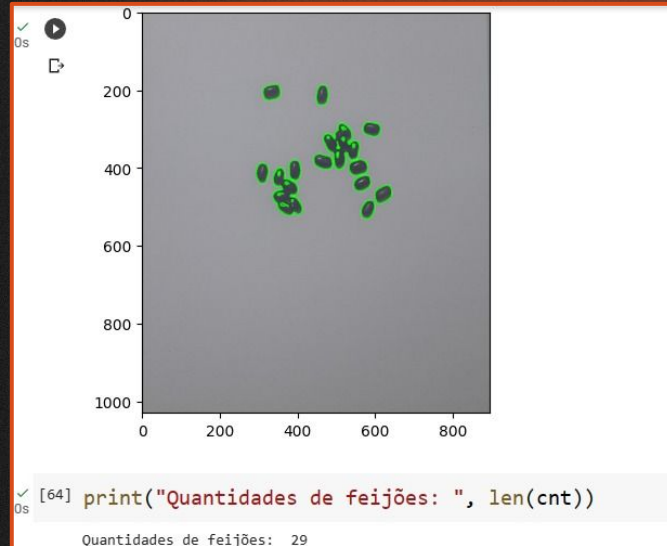 0s
0
200
400
600
800
1000
0 200 400 600 800
0s
[64] print("Quantidades de feijões: ", len(cnt))
Quantidades de feijões: 29